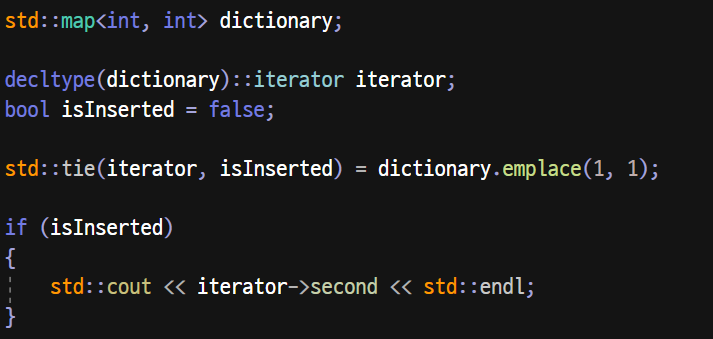 std::map<int, int> dictionary;
decltype(dictionary)::iterator iterator;
bool isInserted = false;
std::tie(iterator, isInserted) = dictionary.emplace(1, 1);
if (isInserted)
{
    std::cout << iterator->second << std::endl;
}